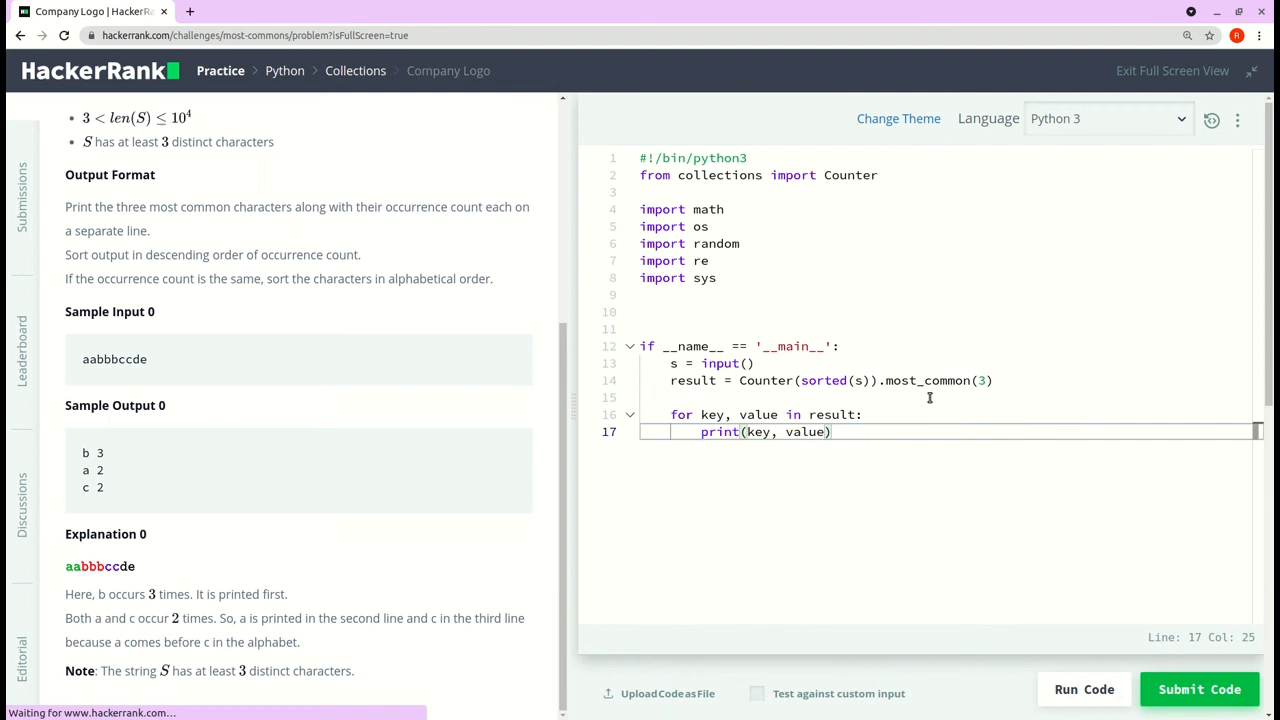 Company Logo | HackerRa
hackerrank.com/challenges/most-commons/problem?isFullScreen=true
R
HackerRank
Practice > Python > Collections > Company Logo
Exit Full Screen View
Submissions
Leaderboard
Discussions
Editorial
• 3 < len(S) ≤ 10⁴
• S has at least 3 distinct characters
Output Format
Print the three most common characters along with their occurrence count each on
a separate line.
Sort output in descending order of occurrence count.
If the occurrence count is the same, sort the characters in alphabetical order.
Sample Input 0
aabbbccde
Sample Output 0
b 3
a 2
c 2
Explanation 0
aabbbccde
Here, b occurs 3 times. It is printed first.
Both a and c occur 2 times. So, a is printed in the second line and c in the third line
because a comes before c in the alphabet.
Note: The string S has at least 3 distinct characters.
Waiting for www.hackerrank.com...
Change Theme Language Python 3
1 #!/bin/python3
2 from collections import Counter
3
4 import math
5 import os
6 import random
7 import re
8 import sys
9
10
11
12 if __name__ == '__main__':
13 s = input()
14 result = Counter(sorted(s)).most_common(3)
15
16 for key, value in result:
17 print(key, value)
Line: 17 Col: 25
Upload Code as File
Test against custom input
Run Code
Submit Code